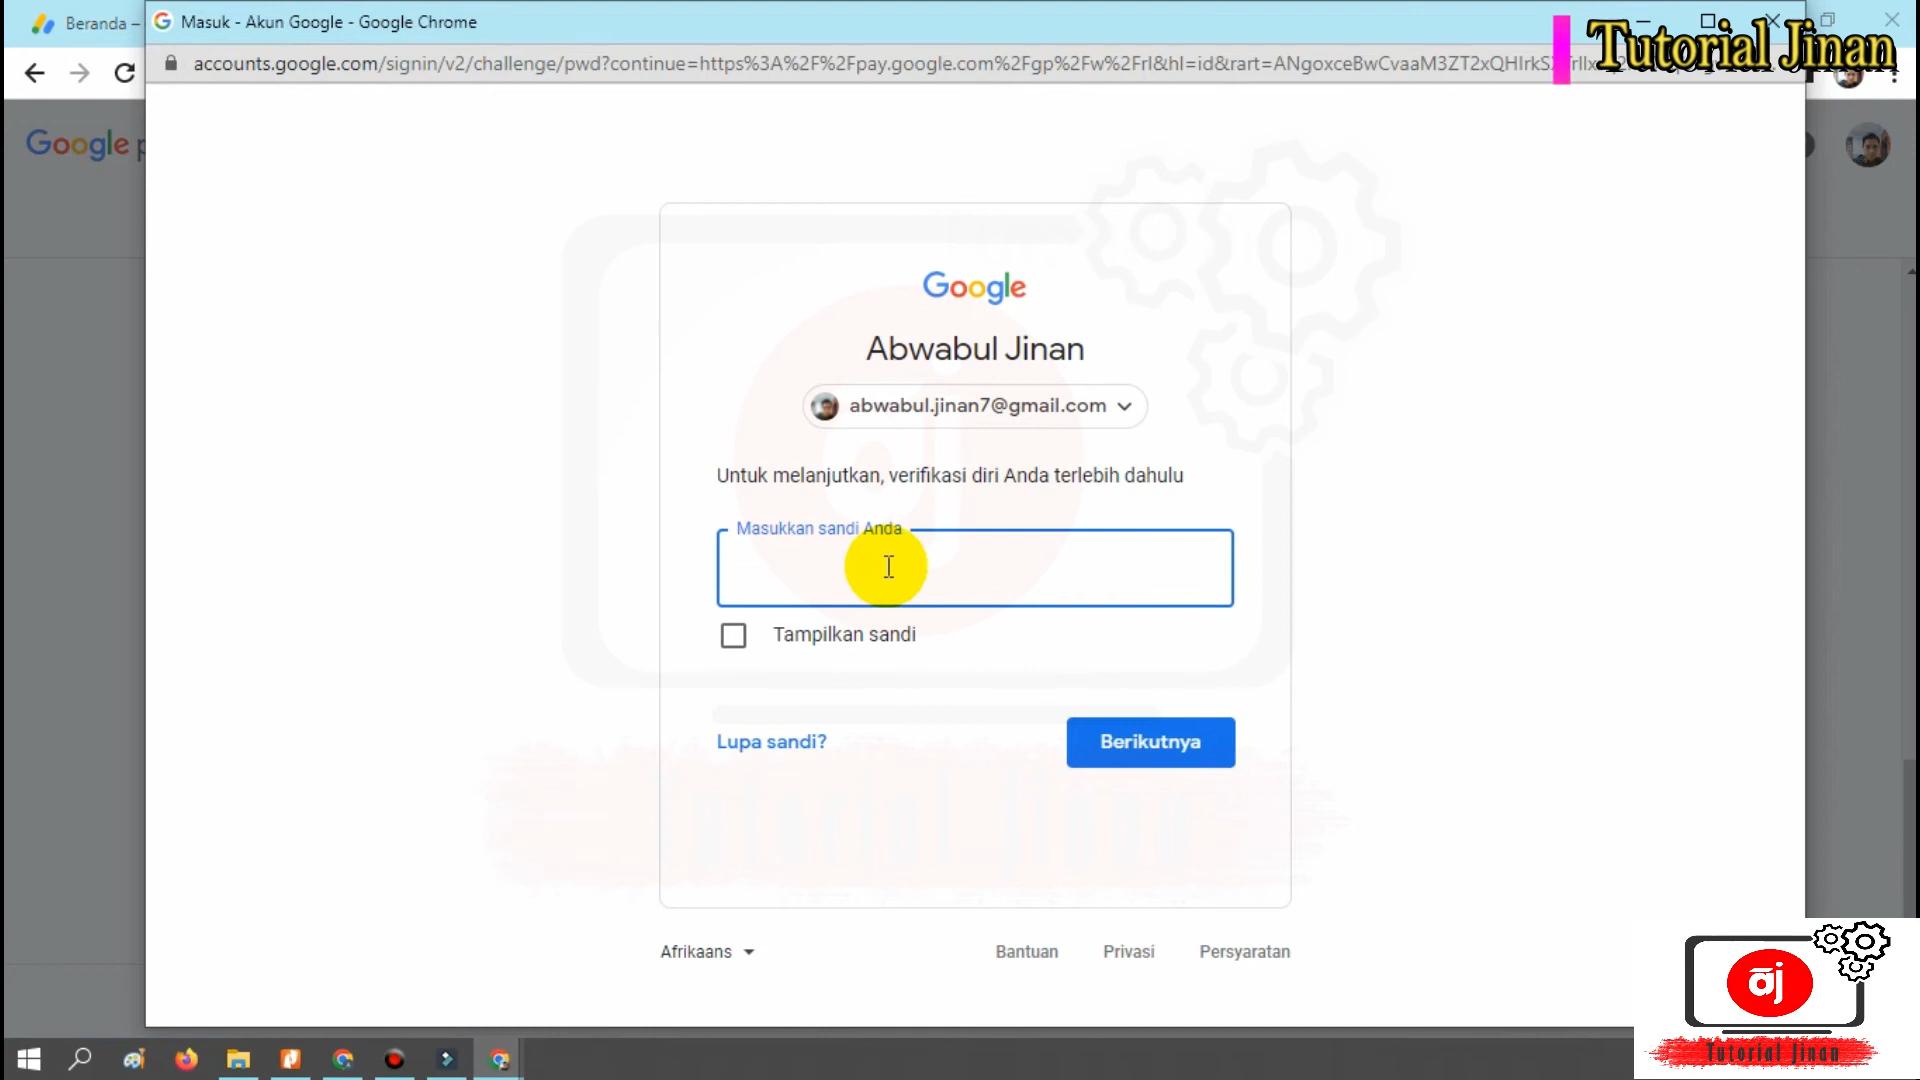 Beranda –
Masuk - Akun Google - Google Chrome
Tutorial Jinan
accounts.google.com/signin/v2/challenge/pwd?continue=https%3A%2F%2Fpay.google.com%2Fgp%2Fw%2Frl&hl=id&rart=ANgoxceBwCvaaM3ZT2xQHIrkS
Google p
Google
Abwabul Jinan
abwabul.jinan7@gmail.com
Untuk melanjutkan, verifikasi diri Anda terlebih dahulu
Masukkan sandi Anda
Tampilkan sandi
Lupa sandi?
Berikutnya
Tutorial Jinan
Afrikaans
Bantuan
Privasi
Persyaratan
aj
Tutorial Jinan